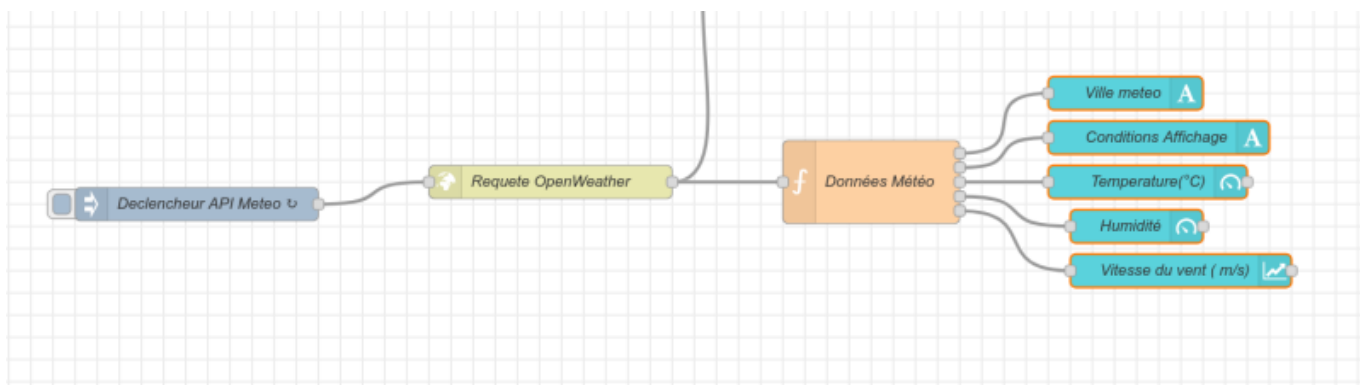 Ville meteo A
Conditions Affichage A
Declencheur API Meteo ↻
Requete OpenWeather
f Données Météo
Temperature(°C)
Humidité
Vitesse du vent ( m/s)